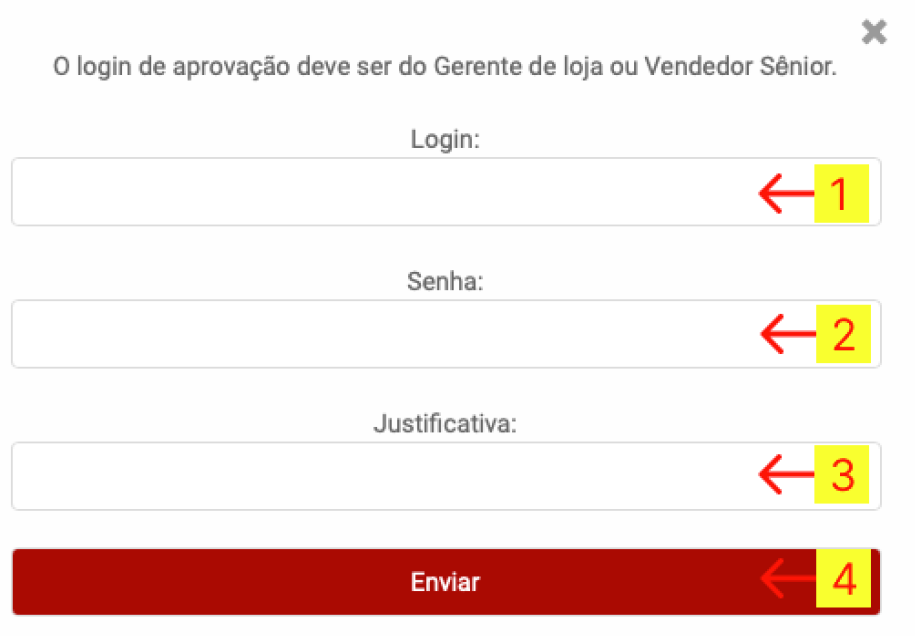 ✖
O login de aprovação deve ser do Gerente de loja ou Vendedor Sênior.
Login:
1
Senha:
2
Justificativa:
3
Enviar 4